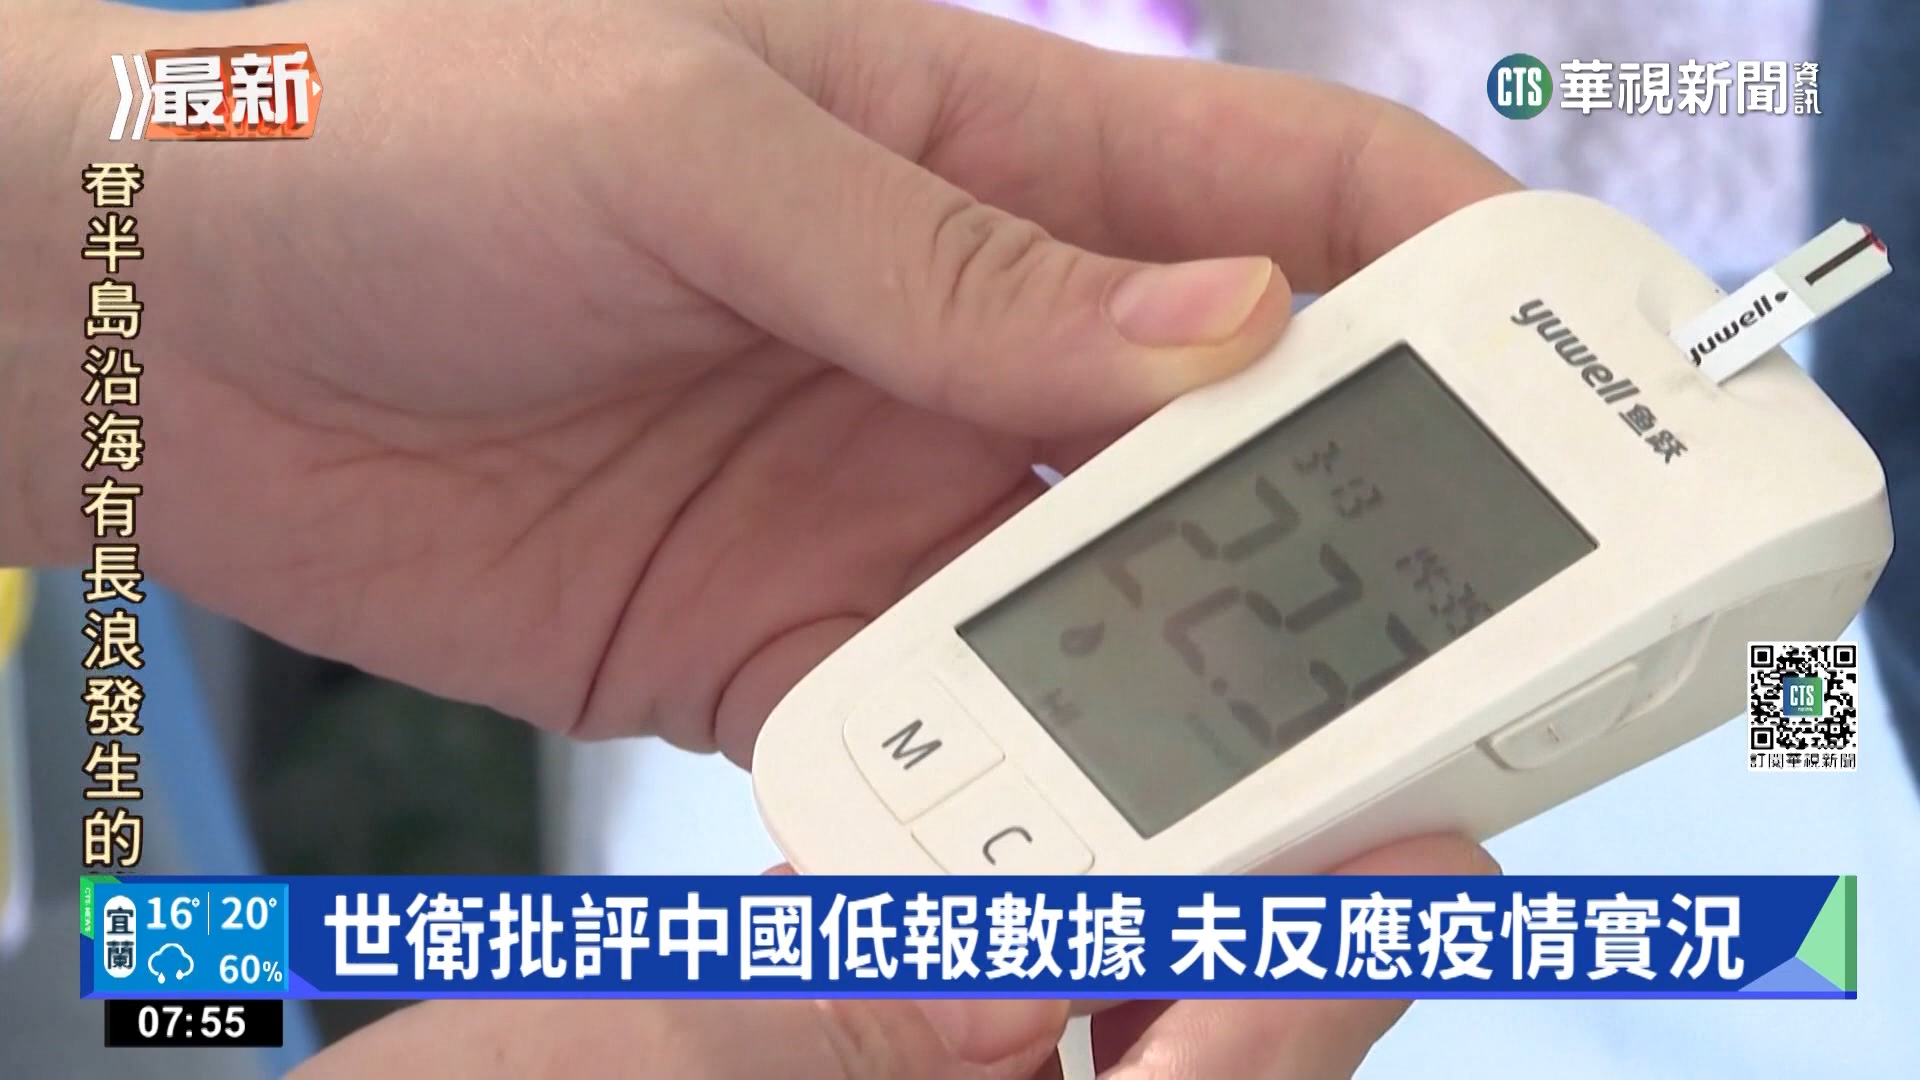 最新
CTS 華視新聞資訊
春半島沿海有長浪發生的
yuwell
yuwell 鱼跃
M
C
CTS
訂閱華視新聞
宜蘭
16° 20°
60%
世衛批評中國低報數據 未反應疫情實況
07:55